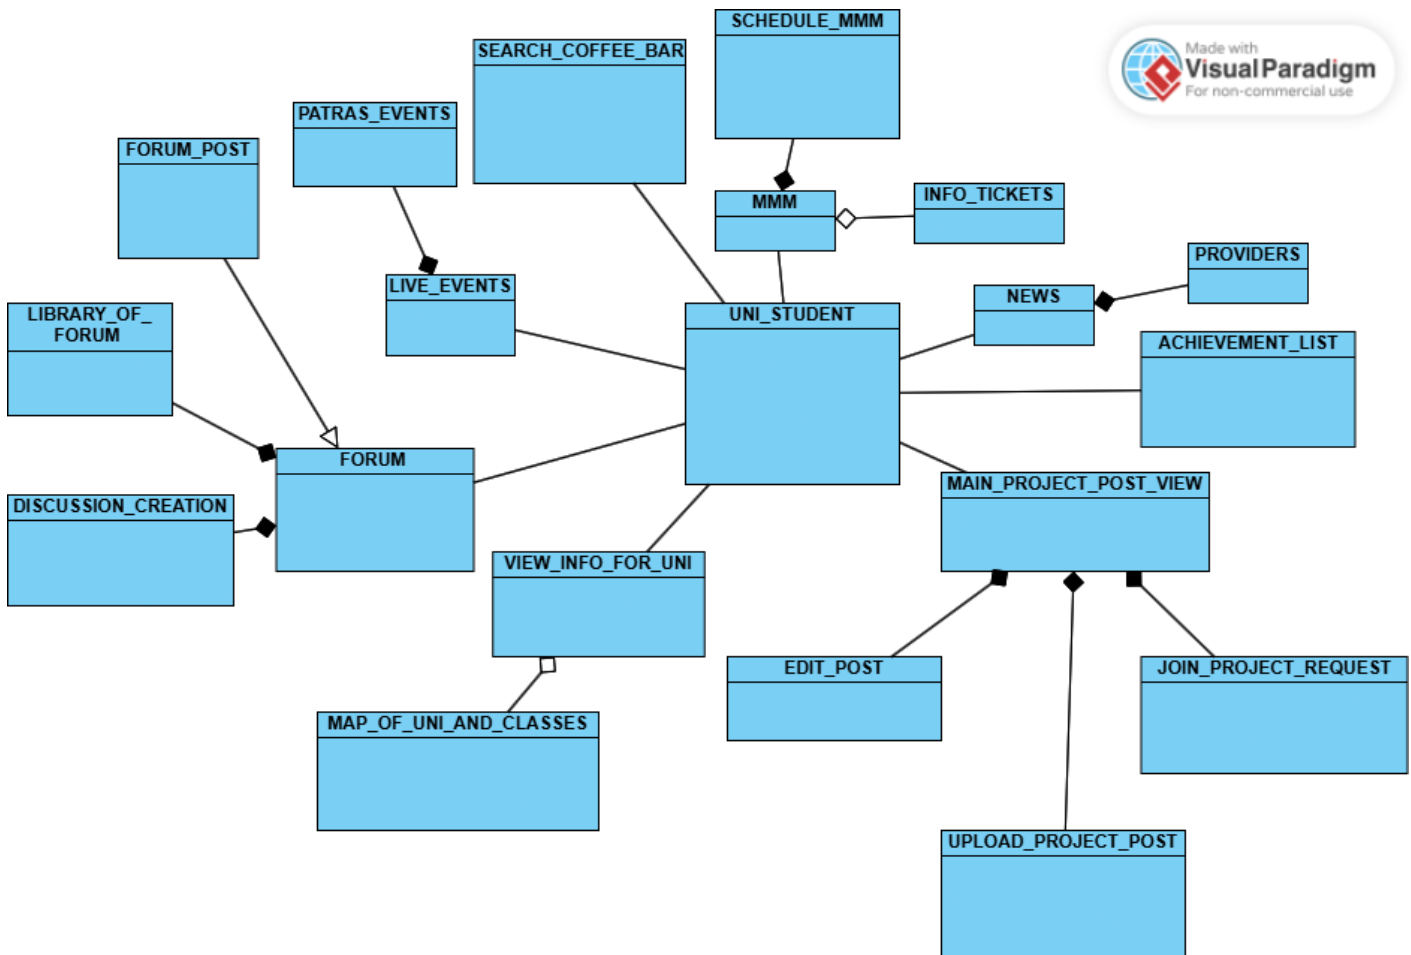 SCHEDULE_MMM
SEARCH_COFFEE_BAR
Made with
Visual Paradigm
For non-commercial use
PATRAS_EVENTS
FORUM_POST
MMM
INFO_TICKETS
PROVIDERS
LIVE_EVENTS
NEWS
LIBRARY_OF_
FORUM
UNI_STUDENT
ACHIEVEMENT_LIST
FORUM
MAIN_PROJECT_POST_VIEW
DISCUSSION_CREATION
VIEW_INFO_FOR_UNI
EDIT_POST
JOIN_PROJECT_REQUEST
MAP_OF_UNI_AND_CLASSES
UPLOAD_PROJECT_POST